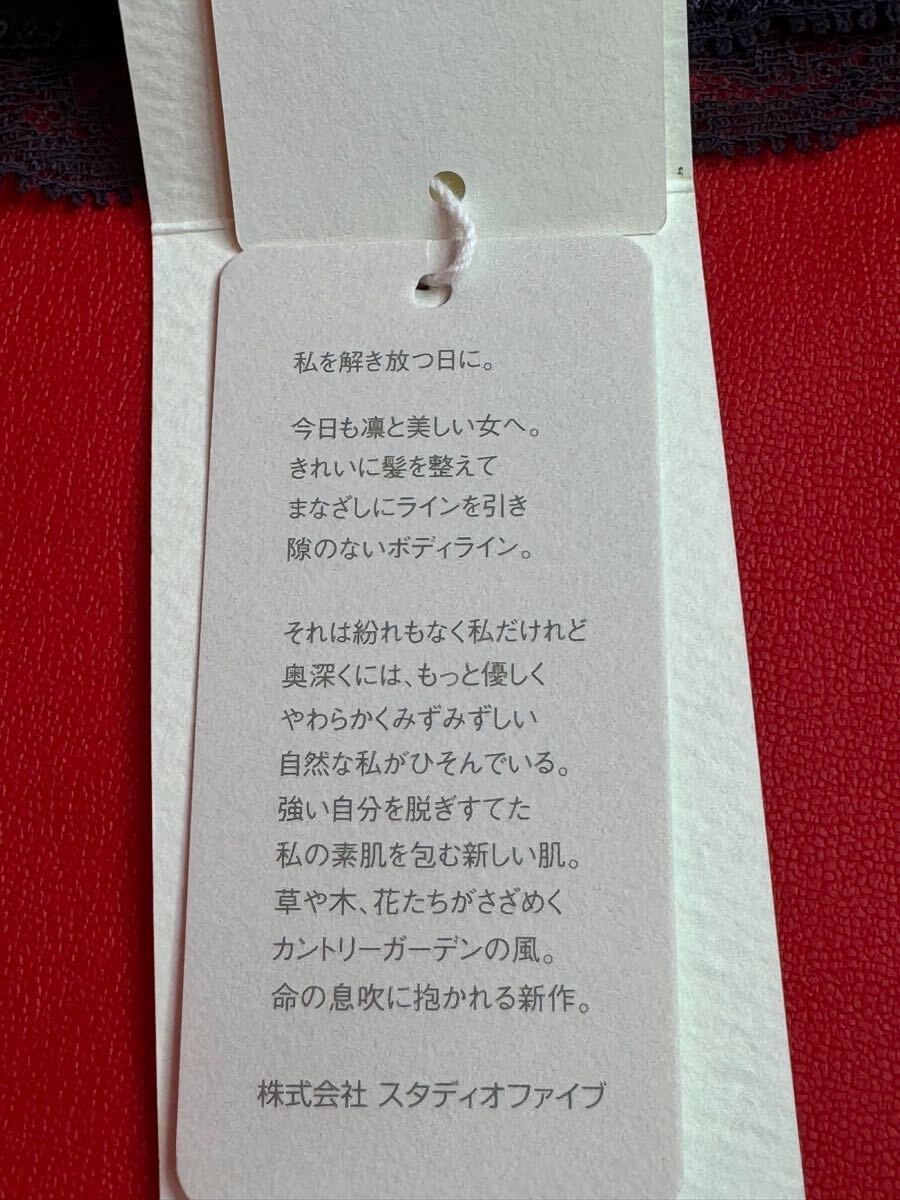 私を解き放つ日に。
今日も凛と美しい女へ。
きれいに髪を整えて
まなざしにラインを引き
隙のないボディライン。
それは紛れもなく私だけれど
奥深くには、もっと優しく
やわらかくみずみずしい
自然な私がひそんでいる。
強い自分を脱ぎすてた
私の素肌を包む新しい肌。
草や木、花たちがさざめく
カントリーガーデンの風。
命の息吹に抱かれる新作。
株式会社 スタディオファイブ